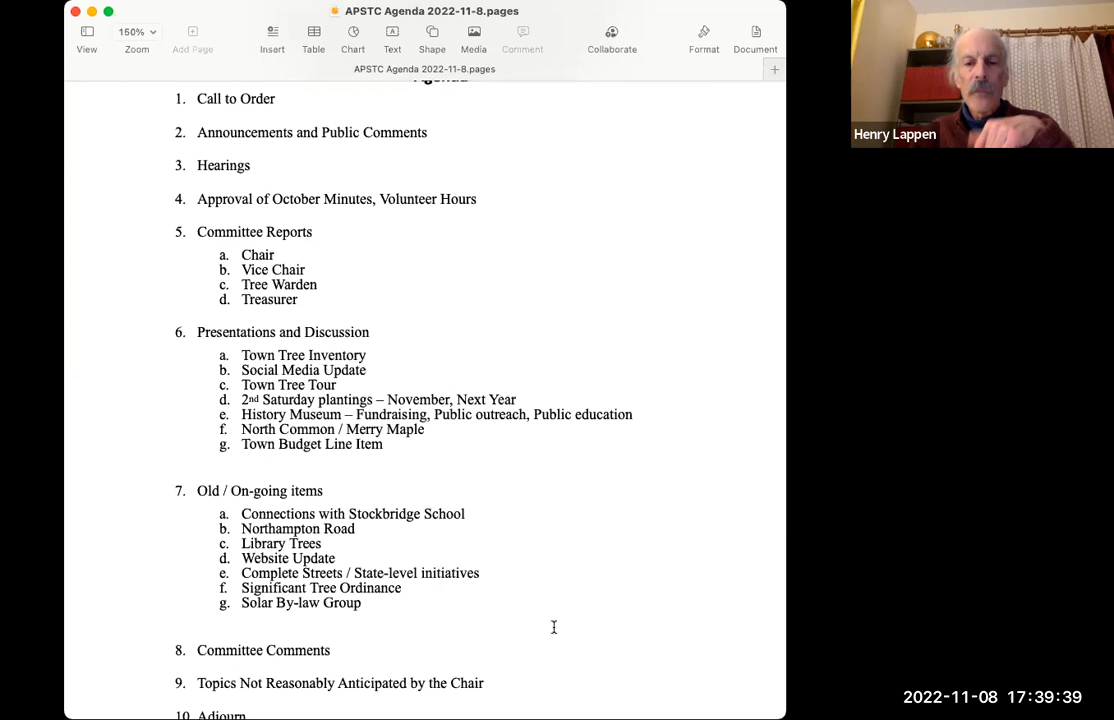 APSTC Agenda 2022-11-8.pages
150%
View
Zoom
Add Page
Insert
Table
Chart
Text
Shape
Media
Comment
Collaborate
Format
Document
APSTC Agenda 2022-11-8.pages
Agenda
1. Call to Order
2. Announcements and Public Comments
3. Hearings
4. Approval of October Minutes, Volunteer Hours
5. Committee Reports
a. Chair
b. Vice Chair
c. Tree Warden
d. Treasurer
6. Presentations and Discussion
a. Town Tree Inventory
b. Social Media Update
c. Town Tree Tour
d. 2nd Saturday plantings – November, Next Year
e. History Museum – Fundraising, Public outreach, Public education
f. North Common / Merry Maple
g. Town Budget Line Item
7. Old / On-going items
a. Connections with Stockbridge School
b. Northampton Road
c. Library Trees
d. Website Update
e. Complete Streets / State-level initiatives
f. Significant Tree Ordinance
g. Solar By-law Group
8. Committee Comments
9. Topics Not Reasonably Anticipated by the Chair
10. Adjourn
Henry Lappen
2022-11-08 17:39:39